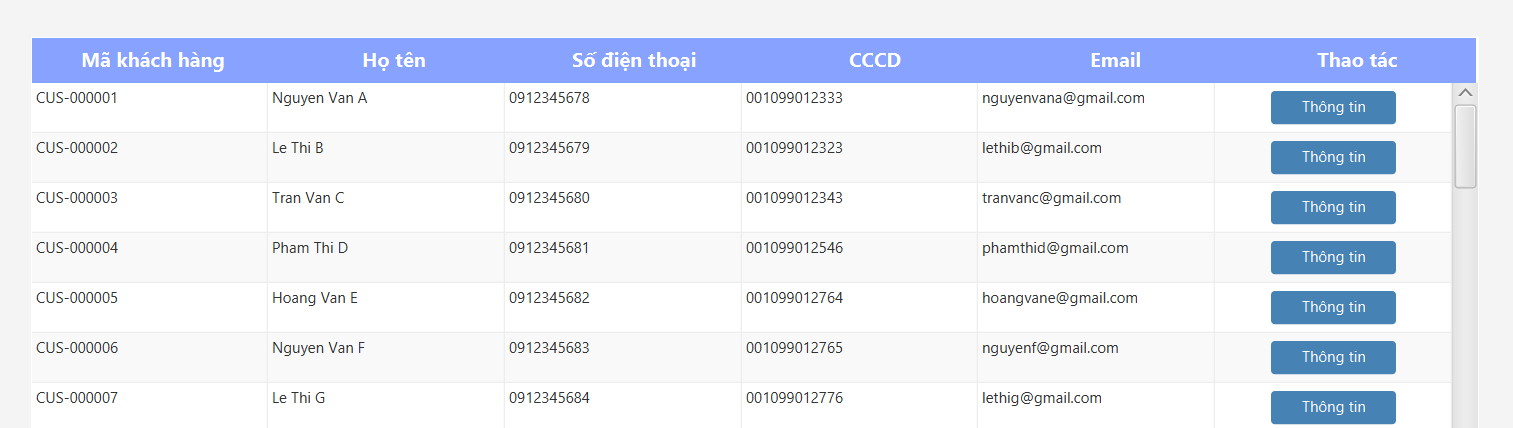 Mã khách hàng Họ tên Số điện thoại CCCD Email Thao tác
CUS-000001 Nguyen Van A 0912345678 001099012333 nguyenvana@gmail.com Thông tin
CUS-000002 Le Thi B 0912345679 001099012323 lethib@gmail.com Thông tin
CUS-000003 Tran Van C 0912345680 001099012343 tranvanc@gmail.com Thông tin
CUS-000004 Pham Thi D 0912345681 001099012546 phamthid@gmail.com Thông tin
CUS-000005 Hoang Van E 0912345682 001099012764 hoangvane@gmail.com Thông tin
CUS-000006 Nguyen Van F 0912345683 001099012765 nguyenf@gmail.com Thông tin
CUS-000007 Le Thi G 0912345684 001099012776 lethig@gmail.com Thông tin